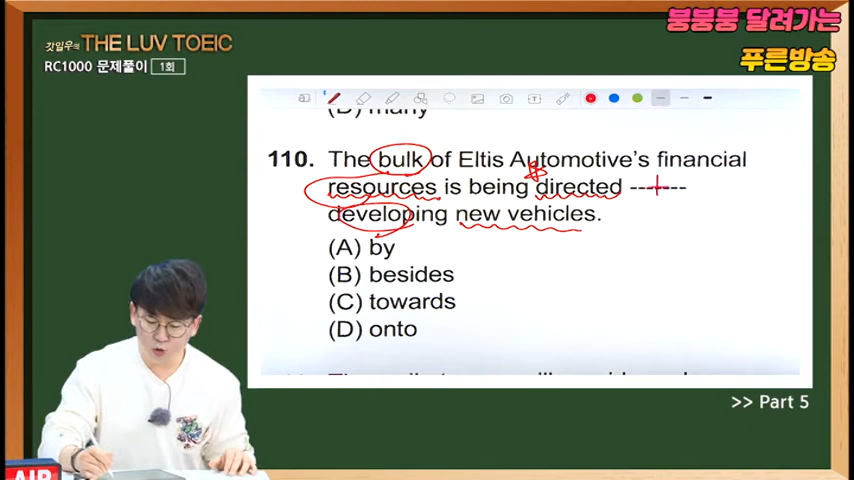 붕붕붕 달려가는
푸른방송
갓일우의 THE LUV TOEIC
RC1000 문제풀이 1회
(D) many
110. The bulk of Eltis Automotive's financial
resources is being directed -------
developing new vehicles.
(A) by
(B) besides
(C) towards
(D) onto
>> Part 5
AIR